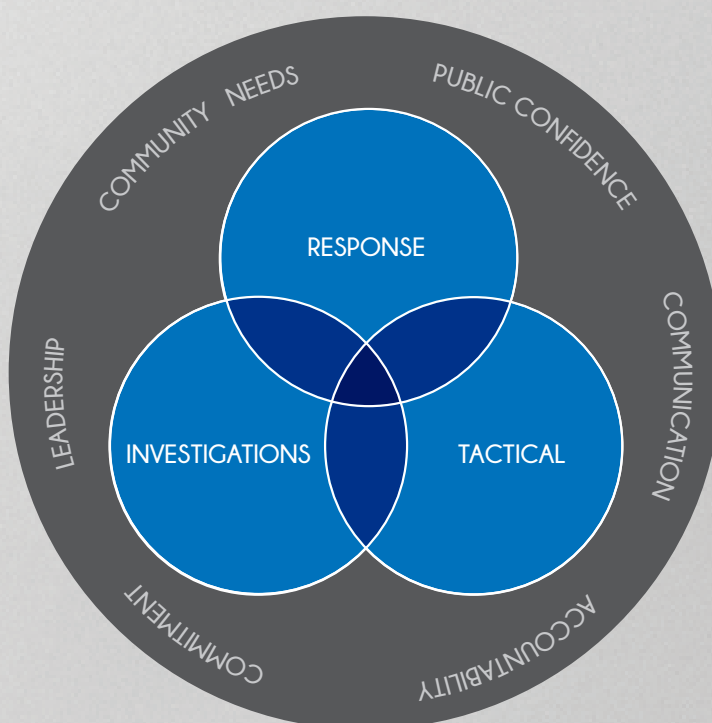 COMMUNITY NEEDS
PUBLIC CONFIDENCE
RESPONSE
LEADERSHIP
COMMUNICATION
INVESTIGATIONS
TACTICAL
COMMITMENT
ACCOUNTABILITY